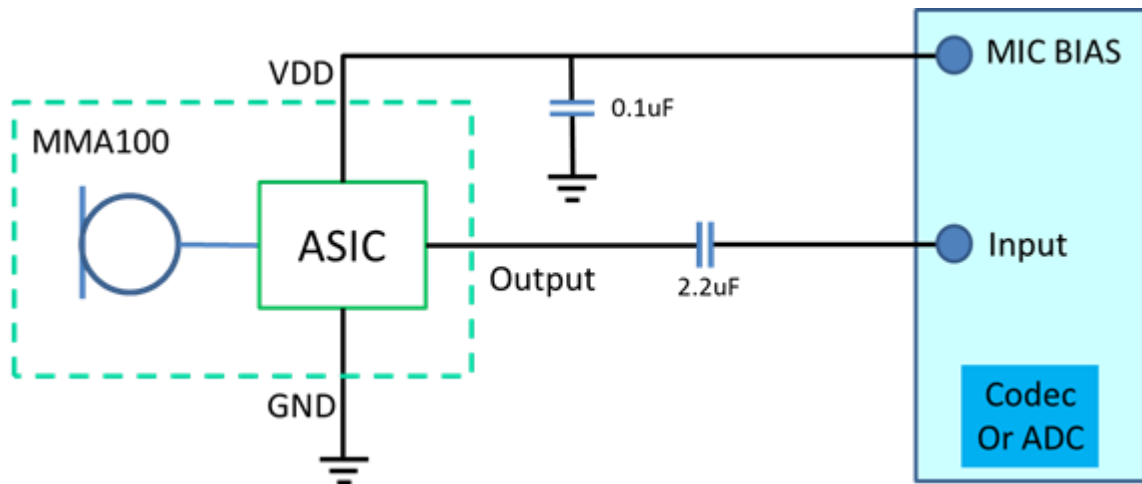 VDD
MIC BIAS
0.1uF
MMA100
ASIC
Output
2.2uF
Input
GND
Codec
Or ADC